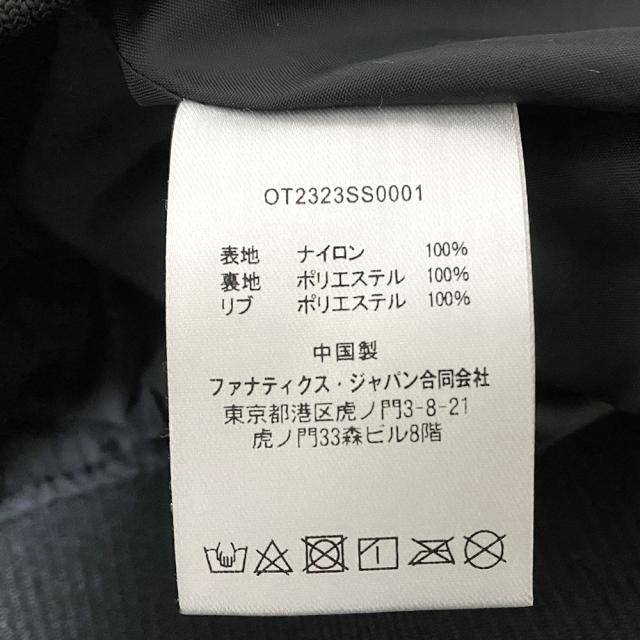 OT2323SS0001
表地 ナイロン 100%
裏地 ポリエステル 100%
リブ ポリエステル 100%
中国製
ファナティクス・ジャパン合同会社
東京都港区虎ノ門3-8-21
虎ノ門33森ビル8階